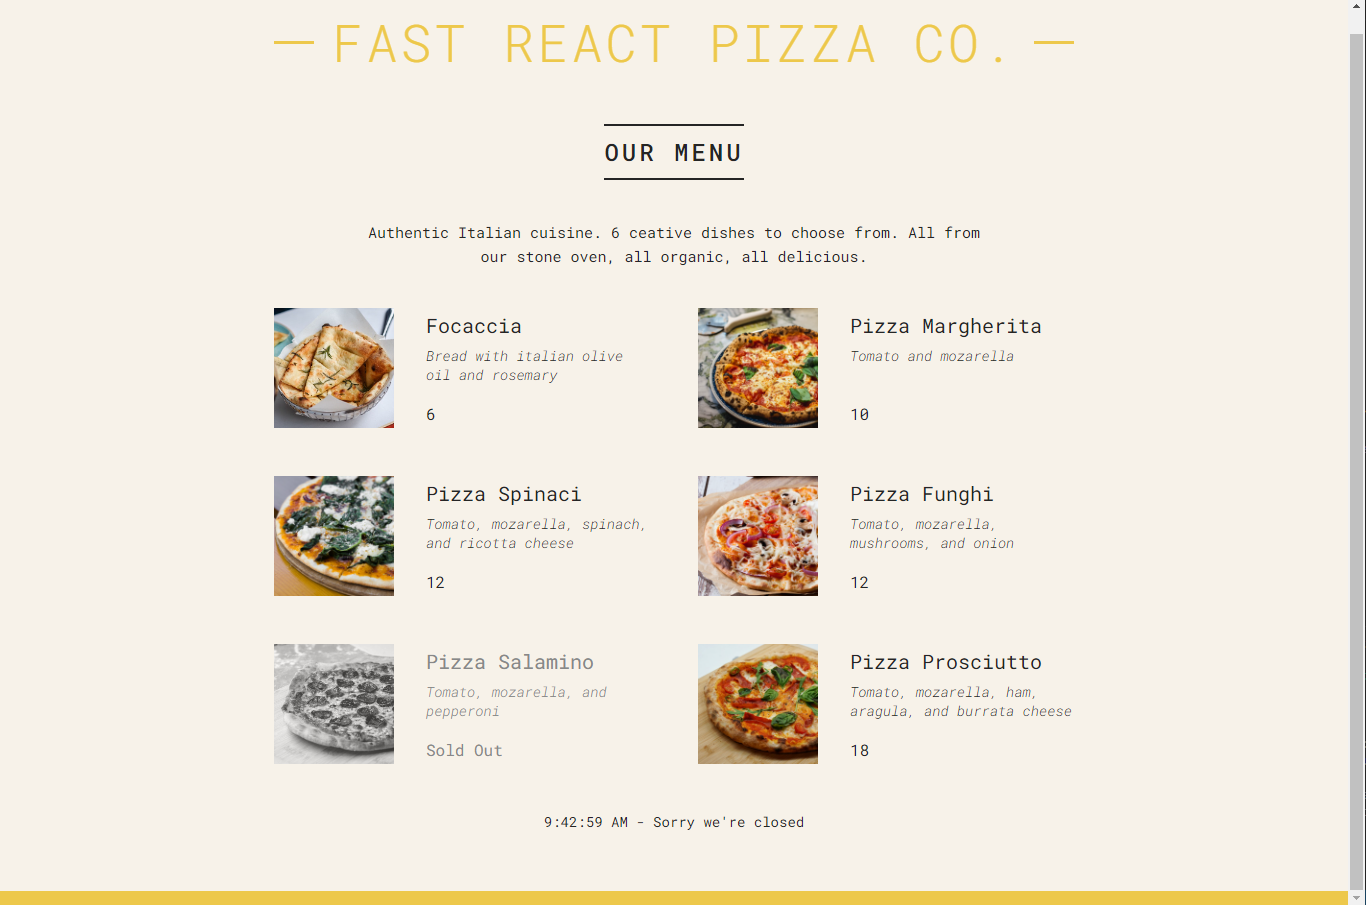 FAST REACT PIZZA CO.
OUR MENU
Authentic Italian cuisine. 6 ceative dishes to choose from. All from
our stone oven, all organic, all delicious.
Focaccia
Bread with italian olive
oil and rosemary
6
Pizza Margherita
Tomato and mozarella
10
Pizza Spinaci
Tomato, mozarella, spinach,
and ricotta cheese
12
Pizza Funghi
Tomato, mozarella,
mushrooms, and onion
12
Pizza Salamino
Tomato, mozarella, and
pepperoni
Sold Out
Pizza Prosciutto
Tomato, mozarella, ham,
aragula, and burrata cheese
18
9:42:59 AM - Sorry we're closed